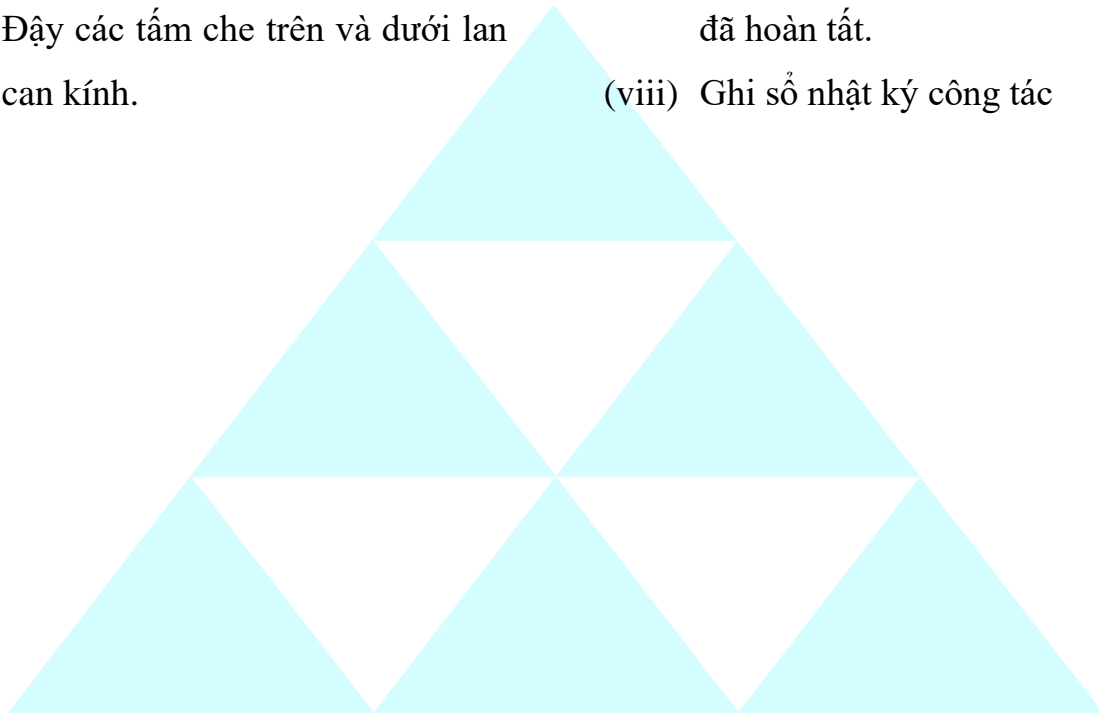 Đậy các tấm che trên và dưới lan
can kính.
đã hoàn tất.
(viii) Ghi sổ nhật ký công tác